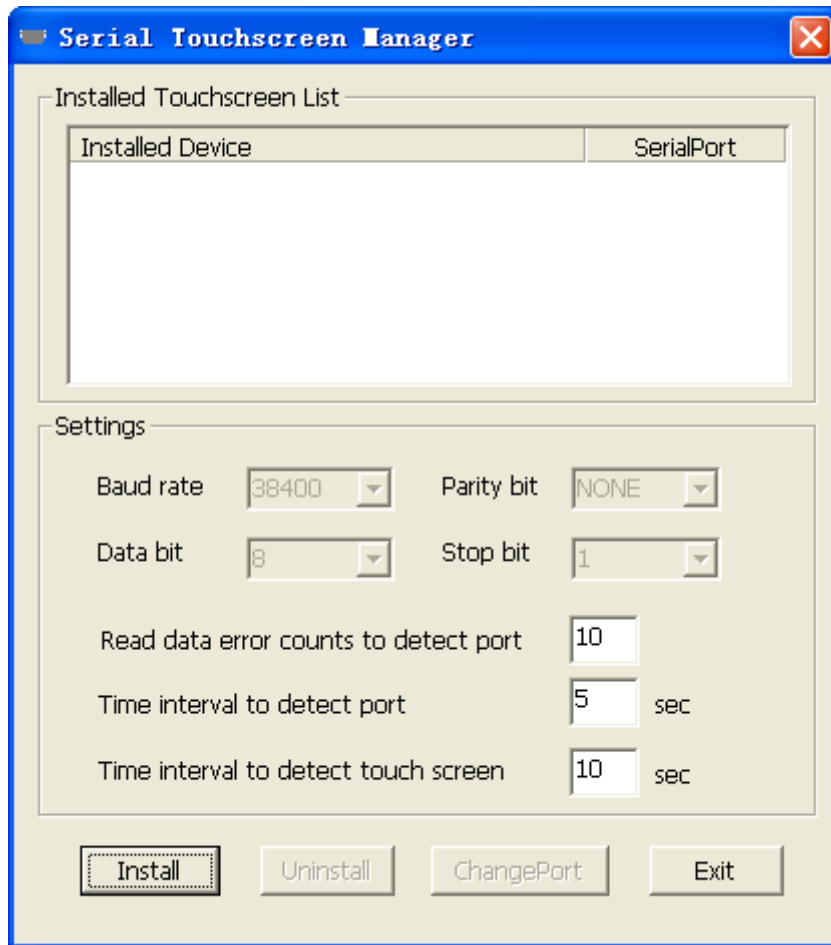 Serial Touchscreen Manager
Installed Touchscreen List
Installed Device SerialPort
Settings
Baud rate 38400 Parity bit NONE
Data bit 8 Stop bit 1
Read data error counts to detect port 10
Time interval to detect port 5 sec
Time interval to detect touch screen 10 sec
Install Uninstall ChangePort Exit